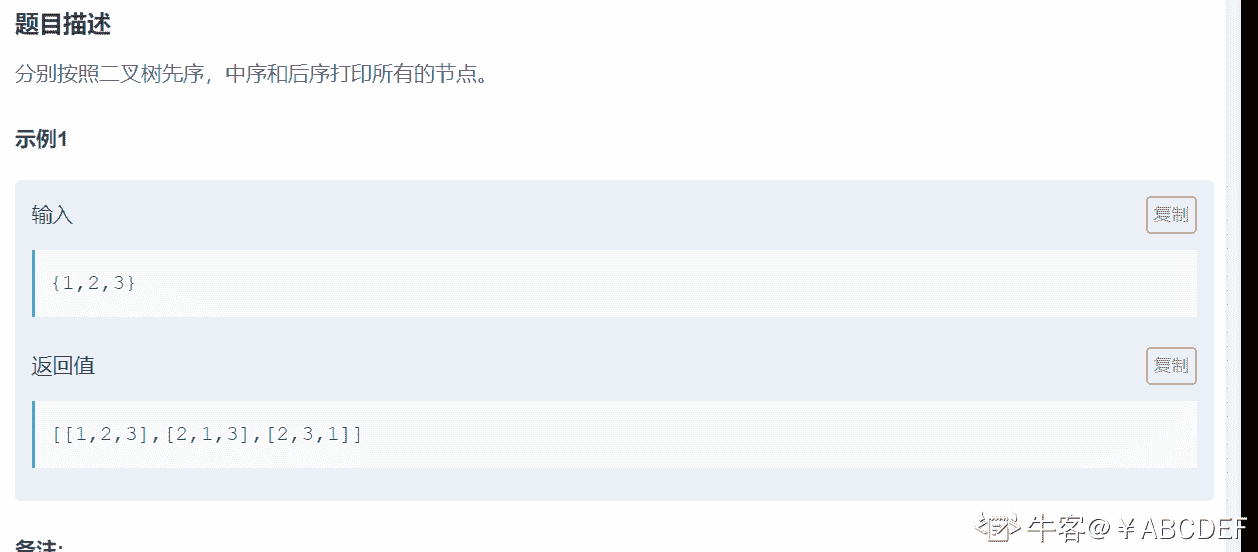 题目描述
分别按照二叉树先序，中序和后序打印所有的节点。
示例1
输入
复制
{1,2,3}
返回值
复制
[[1,2,3],[2,1,3],[2,3,1]]
备注:
牛客@￥ABCDEF